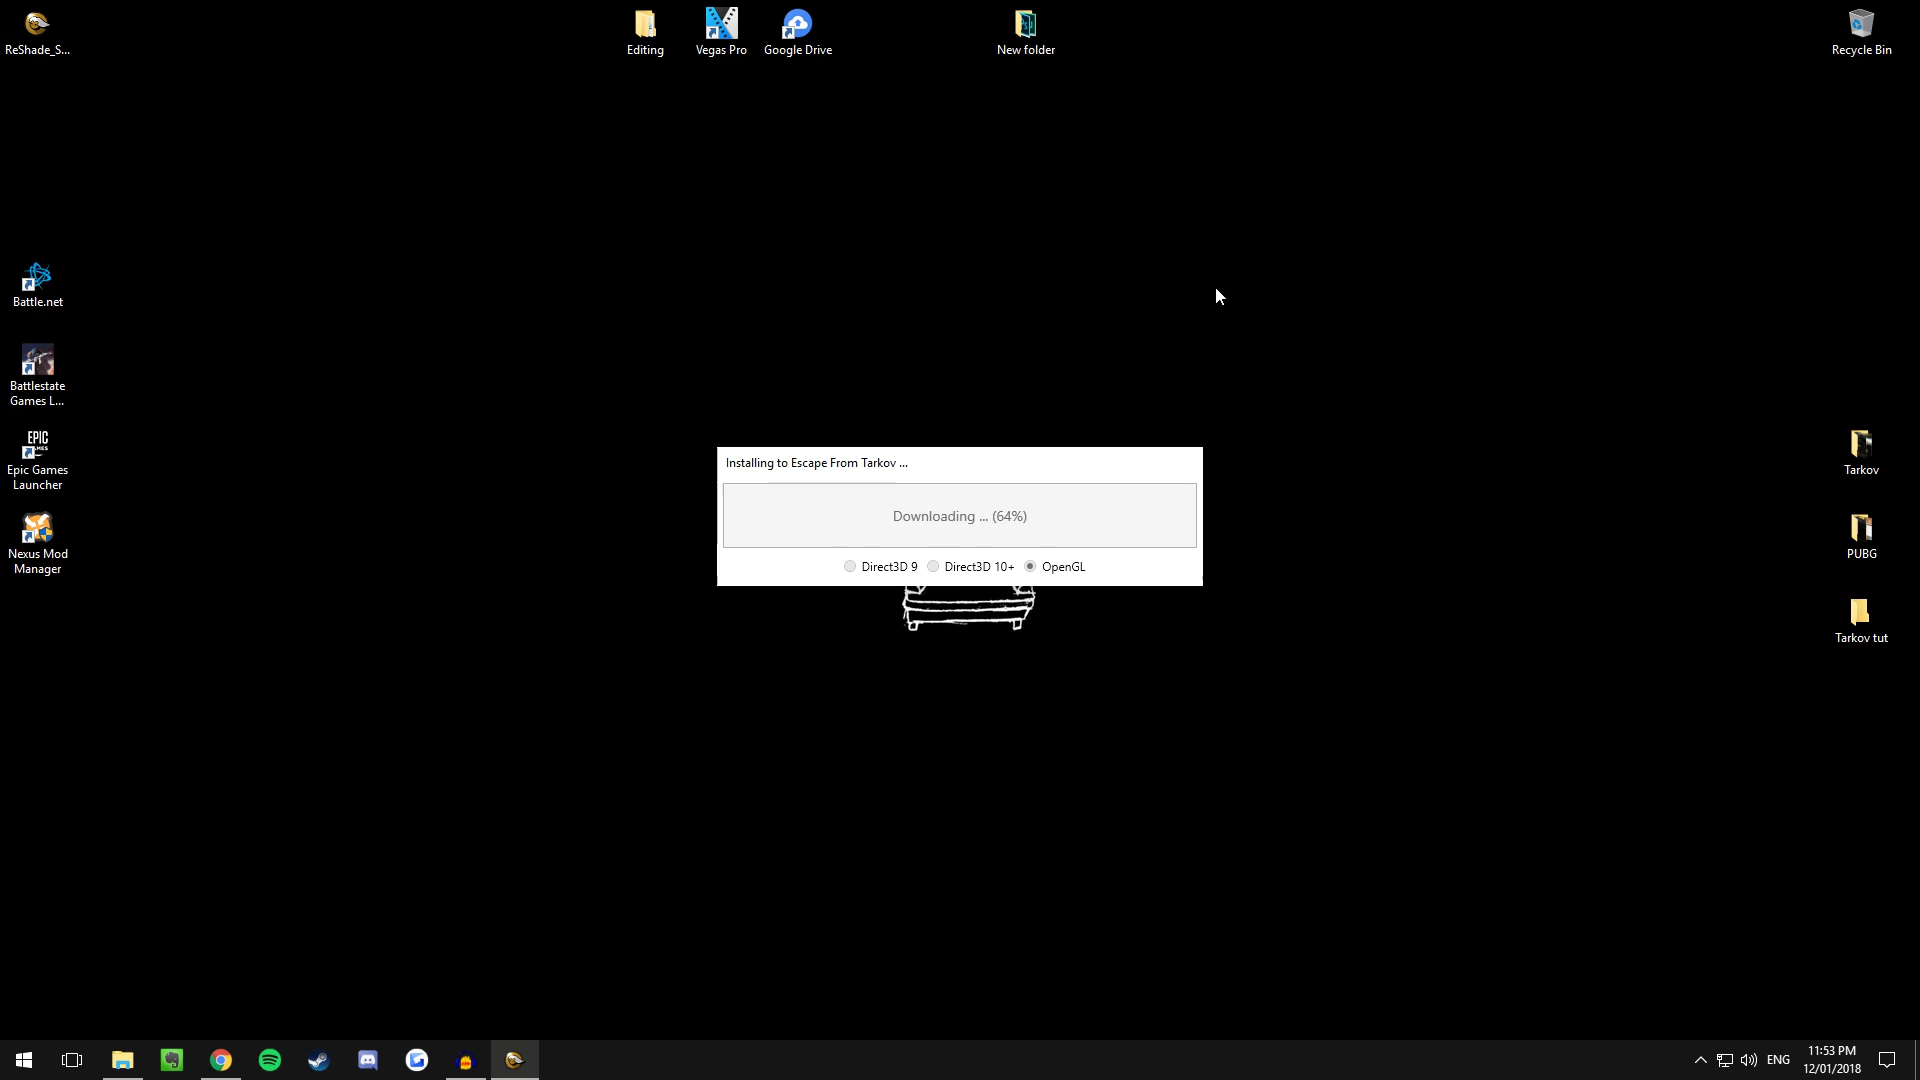 ReShade_S...
Editing
Vegas Pro
Google Drive
New folder
Recycle Bin
Battle.net
Battlestate
Games L...
EPIC
Epic Games
Launcher
Nexus Mod
Manager
Installing to Escape From Tarkov ...
Downloading ... (64%)
Direct3D 9
Direct3D 10+
OpenGL
Tarkov
PUBG
Tarkov tut
ENG
11:53 PM
12/01/2018